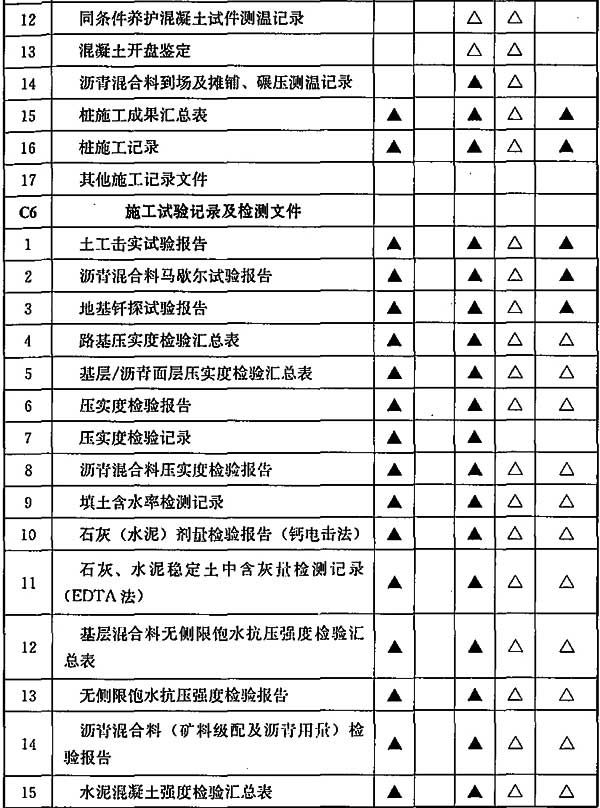 12 同条件养护混凝土试件测温记录 △ △
13 混凝土开盘鉴定 △ △
14 沥青混合料到场及摊铺、碾压测温记录 ▲ △
15 桩施工成果汇总表 ▲ ▲ △ ▲
16 桩施工记录 ▲ ▲ △ ▲
17 其他施工记录文件
C6 施工试验记录及检测文件
1 土工击实试验报告 ▲ ▲ △ ▲
2 沥青混合料马歇尔试验报告 ▲ ▲ △ ▲
3 地基钎探试验报告 ▲ ▲ △ ▲
4 路基压实度检验汇总表 ▲ ▲ △ △
5 基层/沥青面层压实度检验汇总表 ▲ ▲ △ △
6 压实度检验报告 ▲ ▲ △ △
7 压实度检验记录 ▲ ▲
8 沥青混合料压实度检验报告 ▲ ▲ △ △
9 填土含水率检测记录 ▲ ▲ △ △
10 石灰（水泥）剂量检验报告（钙电击法） ▲ ▲ △ △
11 石灰、水泥稳定土中含灰量检测记录
（EDTA 法） ▲ ▲ △ △
12 基层混合料无侧限饱水抗压强度检验汇
总表 ▲ ▲ △ △
13 无侧限饱水抗压强度检验报告 ▲ ▲ △ △
14 沥青混合料（矿料级配及沥青用量）检
验报告 ▲ ▲ △ △
15 水泥混凝土强度检验汇总表 ▲ ▲ △ △